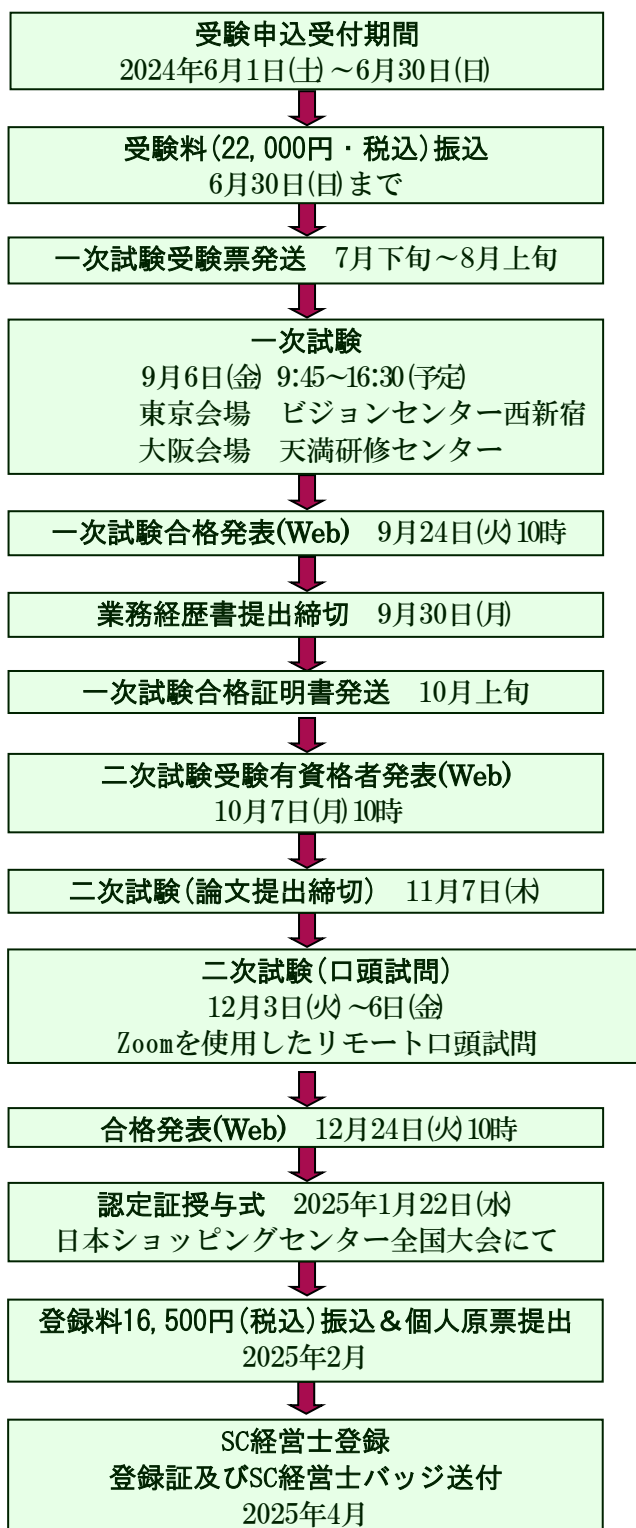 受験申込受付期間
2024年6月1日(土)～6月30日(日)
受験料(22,000円・税込)振込
6月30日(日)まで
一次試験受験票発送　7月下旬～8月上旬
一次試験
9月6日(金) 9:45～16:30(予定)
東京会場　ビジョンセンター西新宿
大阪会場　天満研修センター
一次試験合格発表(Web)　9月24日(火)10時
業務経歴書提出締切　9月30日(月)
一次試験合格証明書発送　10月上旬
二次試験受験有資格者発表(Web)
10月7日(月)10時
二次試験(論文提出締切)　11月7日(木)
二次試験(口頭試問)
12月3日(火)～6日(金)
Zoomを使用したリモート口頭試問
合格発表(Web)　12月24日(火)10時
認定証授与式　2025年1月22日(水)
日本ショッピングセンター全国大会にて
登録料16,500円(税込)振込＆個人原票提出
2025年2月
SC経営士登録
登録証及びSC経営士バッジ送付
2025年4月